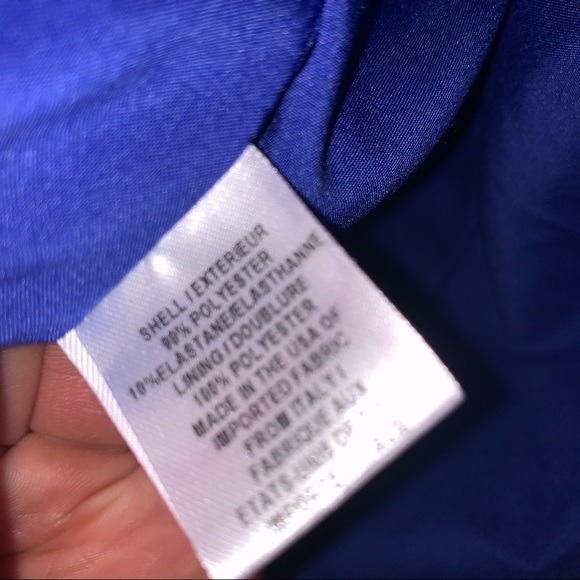 SHELL / EXTERIEUR
90% POLYESTER
10%ELASTANE/ELASTHANNE
LINING / DOUBLURE
100% POLYESTER
MADE IN THE USA OF
IMPORTED FABRIC
FROM ITALY /
FABRIQUE AUX
ETATS-UNIS DE